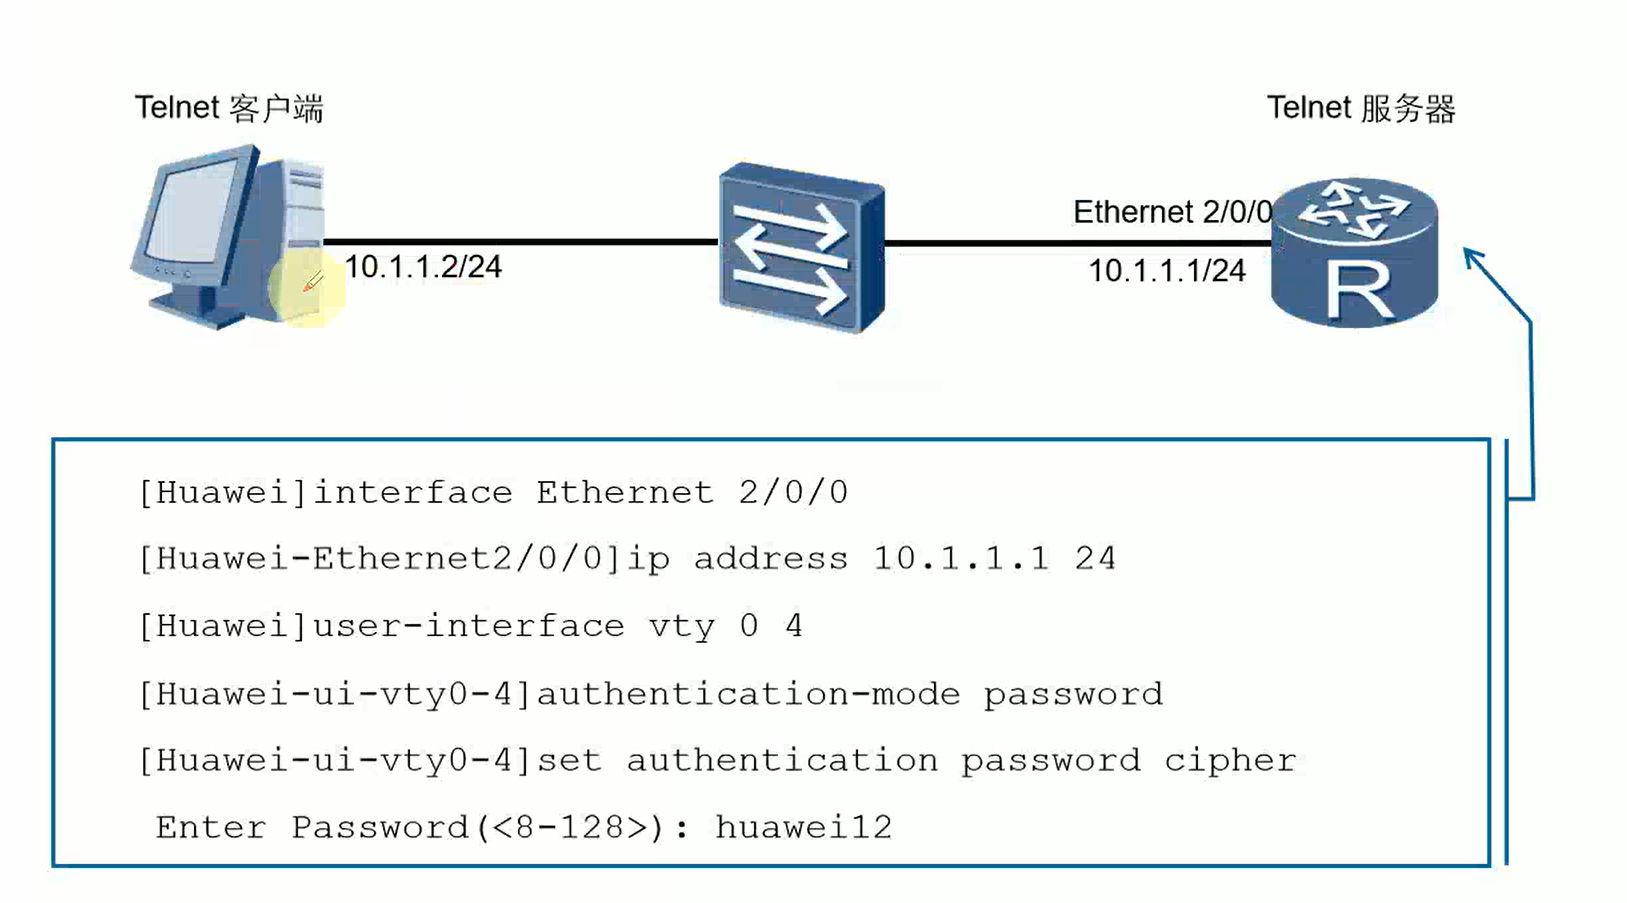 Telnet 客户端
Telnet 服务器
Ethernet 2/0/0
10.1.1.2/24
10.1.1.1/24
R
[Huawei]interface Ethernet 2/0/0
[Huawei-Ethernet2/0/0]ip address 10.1.1.1 24
[Huawei]user-interface vty 0 4
[Huawei-ui-vty0-4]authentication-mode password
[Huawei-ui-vty0-4]set authentication password cipher
Enter Password(<8-128>): huawei12